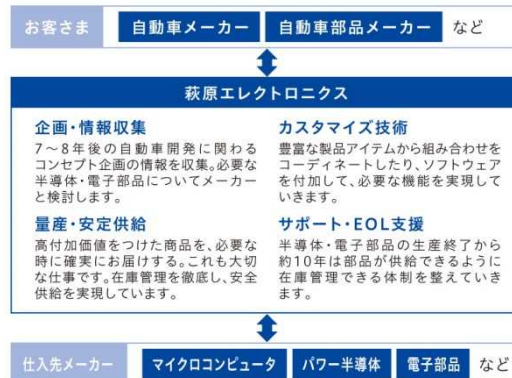 お客さま 自動車メーカー 自動車部品メーカー など
萩原エレクトロニクス
企画・情報収集
7〜8年後の自動車開発に関わる
コンセプト企画の情報を収集。必要な
半導体・電子部品についてメーカー
と検討します。
カスタマイズ技術
豊富な製品アイテムから組み合わせを
コーディネートしたり、ソフトウェア
を付加して、必要な機能を実現して
いきます。
量産・安定供給
高付加価値をつけた商品を、必要な
時に確実にお届けする。これも大切
な仕事です。在庫管理を徹底し、安全
供給を実現しています。
サポート・EOL支援
半導体・電子部品の生産終了から
約10年は部品が供給できるように
在庫管理できる体制を整えていき
ます。
仕入先メーカー マイクロコンピュータ パワー半導体 電子部品 など